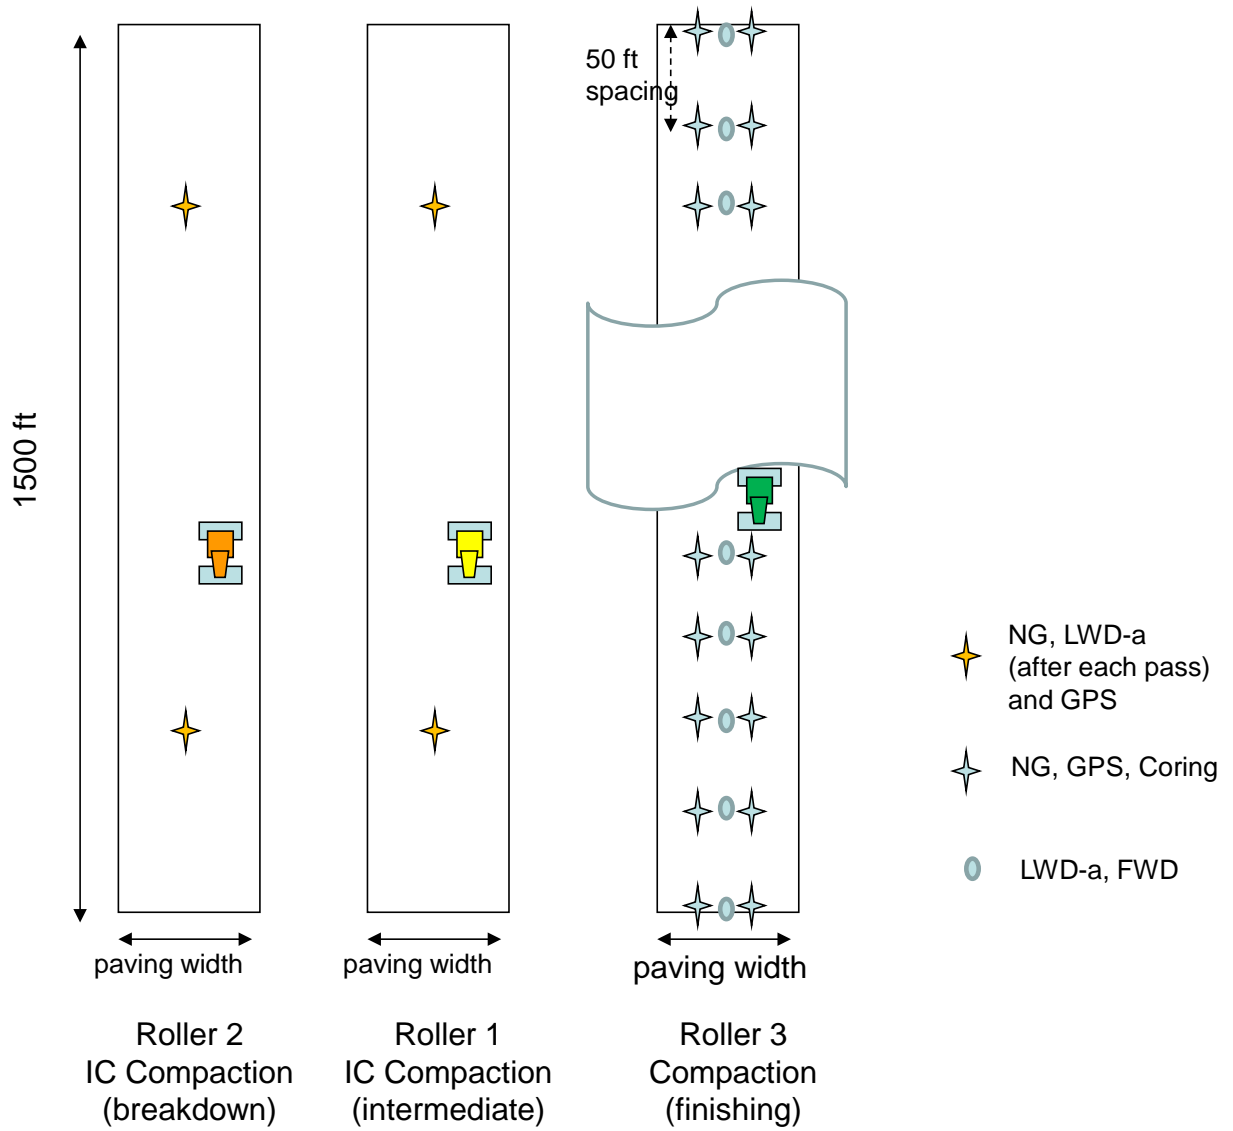 50 ft
spacing
1500 ft
NG, LWD-a
(after each pass)
and GPS
NG, GPS, Coring
LWD-a, FWD
paving width
paving width
paving width
Roller 2
IC Compaction
(breakdown)
Roller 1
IC Compaction
(intermediate)
Roller 3
Compaction
(finishing)